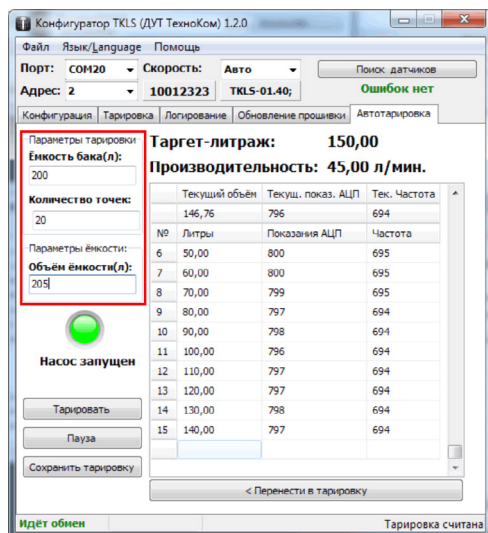 Конфигуратор TKLS (ДУТ ТехноКом) 1.2.0
Файл Язык/Language Помощь
Порт: COM20 Скорость: Авто Поиск датчиков
Адрес: 2 10012323 TKLS-01.40; Ошибок нет
Конфигурация Тарировка Логирование Обновление прошивки Автотарировка
Параметры тарировки
Ёмкость бака(л):
200
Количество точек:
20
Параметры ёмкости:
Объём ёмкости(л):
205
Насос запущен
Тарировать
Пауза
Сохранить тарировку
Таргет-литраж: 150,00
Производительность: 45,00 л/мин.
Текущий объём Текущ. показ. АЦП Тек. Частота
146,76 796 694
№ Литры Показания АЦП Частота
6 50,00 800 695
7 60,00 800 695
8 70,00 799 695
9 80,00 797 694
10 90,00 798 694
11 100,00 796 694
12 110,00 797 694
13 120,00 797 694
14 130,00 798 694
15 140,00 797 694
< Перенести в тарировку
Идёт обмен Тарировка считана